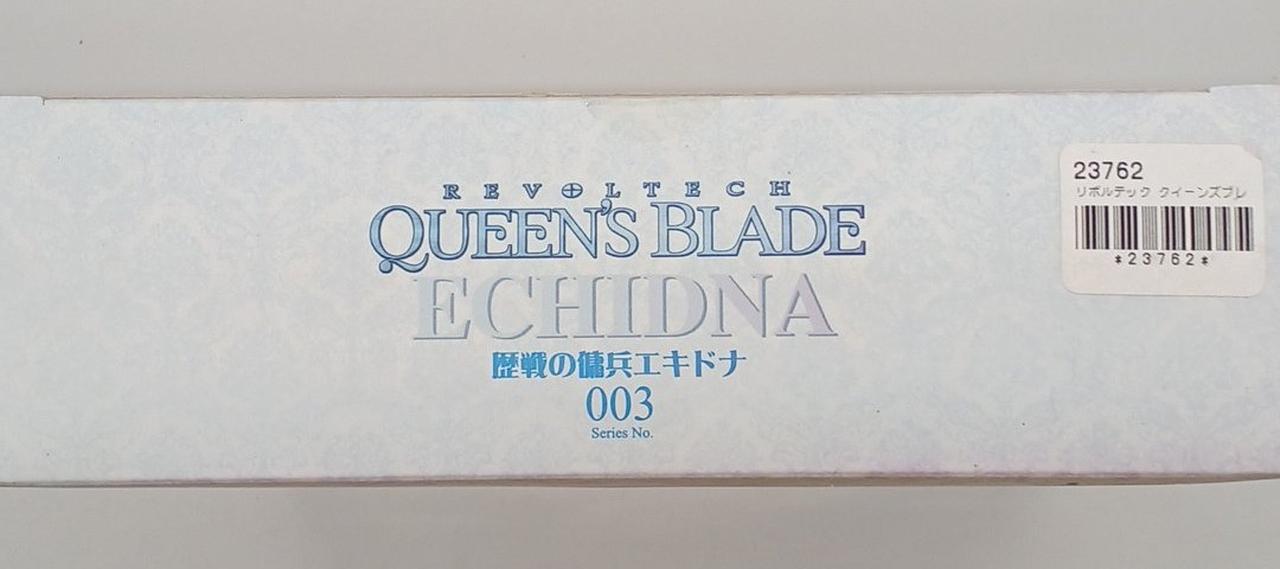 REVOLTECH
QUEEN'S BLADE
ECHIDNA
歴戦の傭兵エキドナ
003
Series No.
23762
リボルテック クイーンズブレ
*23762*